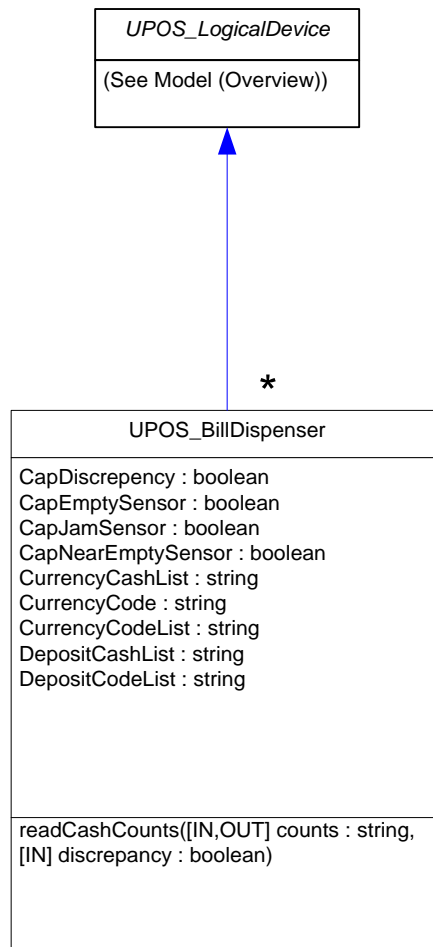 UPOS_LogicalDevice
(See Model (Overview))
*
UPOS_BillDispenser
CapDiscrepency : boolean
CapEmptySensor : boolean
CapJamSensor : boolean
CapNearEmptySensor : boolean
CurrencyCashList : string
CurrencyCode : string
CurrencyCodeList : string
DepositCashList : string
DepositCodeList : string
readCashCounts([IN,OUT] counts : string,
[IN] discrepancy : boolean)